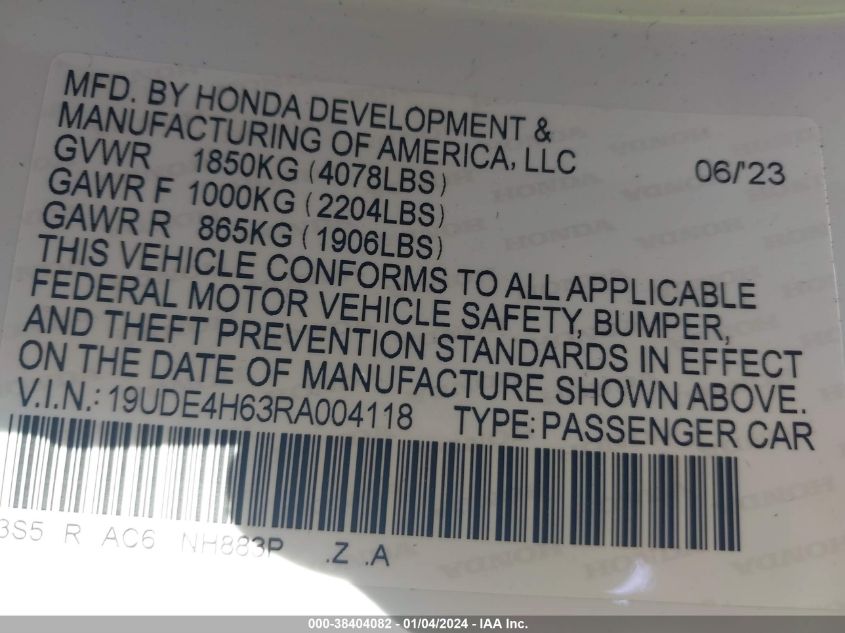 MFD. BY HONDA DEVELOPMENT &
MANUFACTURING OF AMERICA, LLC
GVWR 1850KG (4078LBS) 06/'23
GAWR F 1000KG (2204LBS)
GAWR R 865KG (1906LBS)
THIS VEHICLE CONFORMS TO ALL APPLICABLE
FEDERAL MOTOR VEHICLE SAFETY, BUMPER,
AND THEFT PREVENTION STANDARDS IN EFFECT
ON THE DATE OF MANUFACTURE SHOWN ABOVE.
V.I.N.: 19UDE4H63RA004118 TYPE: PASSENGER CAR
3S5 R AC6 NH883P .Z .A
000-38404082 - 01/04/2024 - IAA Inc.